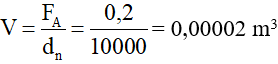 V = F_A/d_n = 0,2/10000 = 0,00002 m³